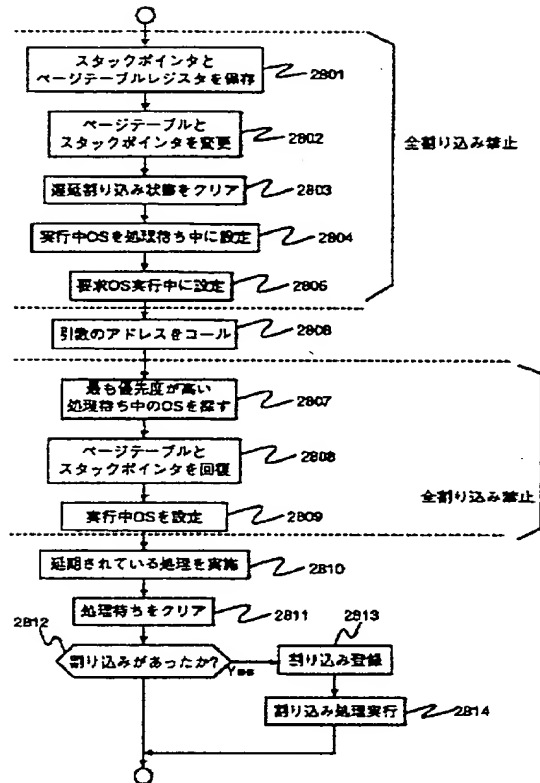 スタックポインタと
ページテーブルレジスタを保存
2801
ページテーブルと
スタックポインタを変更
2802
全割り込み禁止
遅延割り込み状態をクリア
2803
実行中OSを処理待ち中に設定
2804
要求OS実行中に設定
2806
引数のアドレスをコール
2808
最も優先度が高い
処理待ち中のOSを探す
2807
ページテーブルと
スタックポインタを回復
2808
実行中OSを設定
2809
全割り込み禁止
延期されている処理を実施
2810
処理待ちをクリア
2811
2812
割り込みがあったか?
Yes
2813
割り込み登録
割り込み処理実行
2814